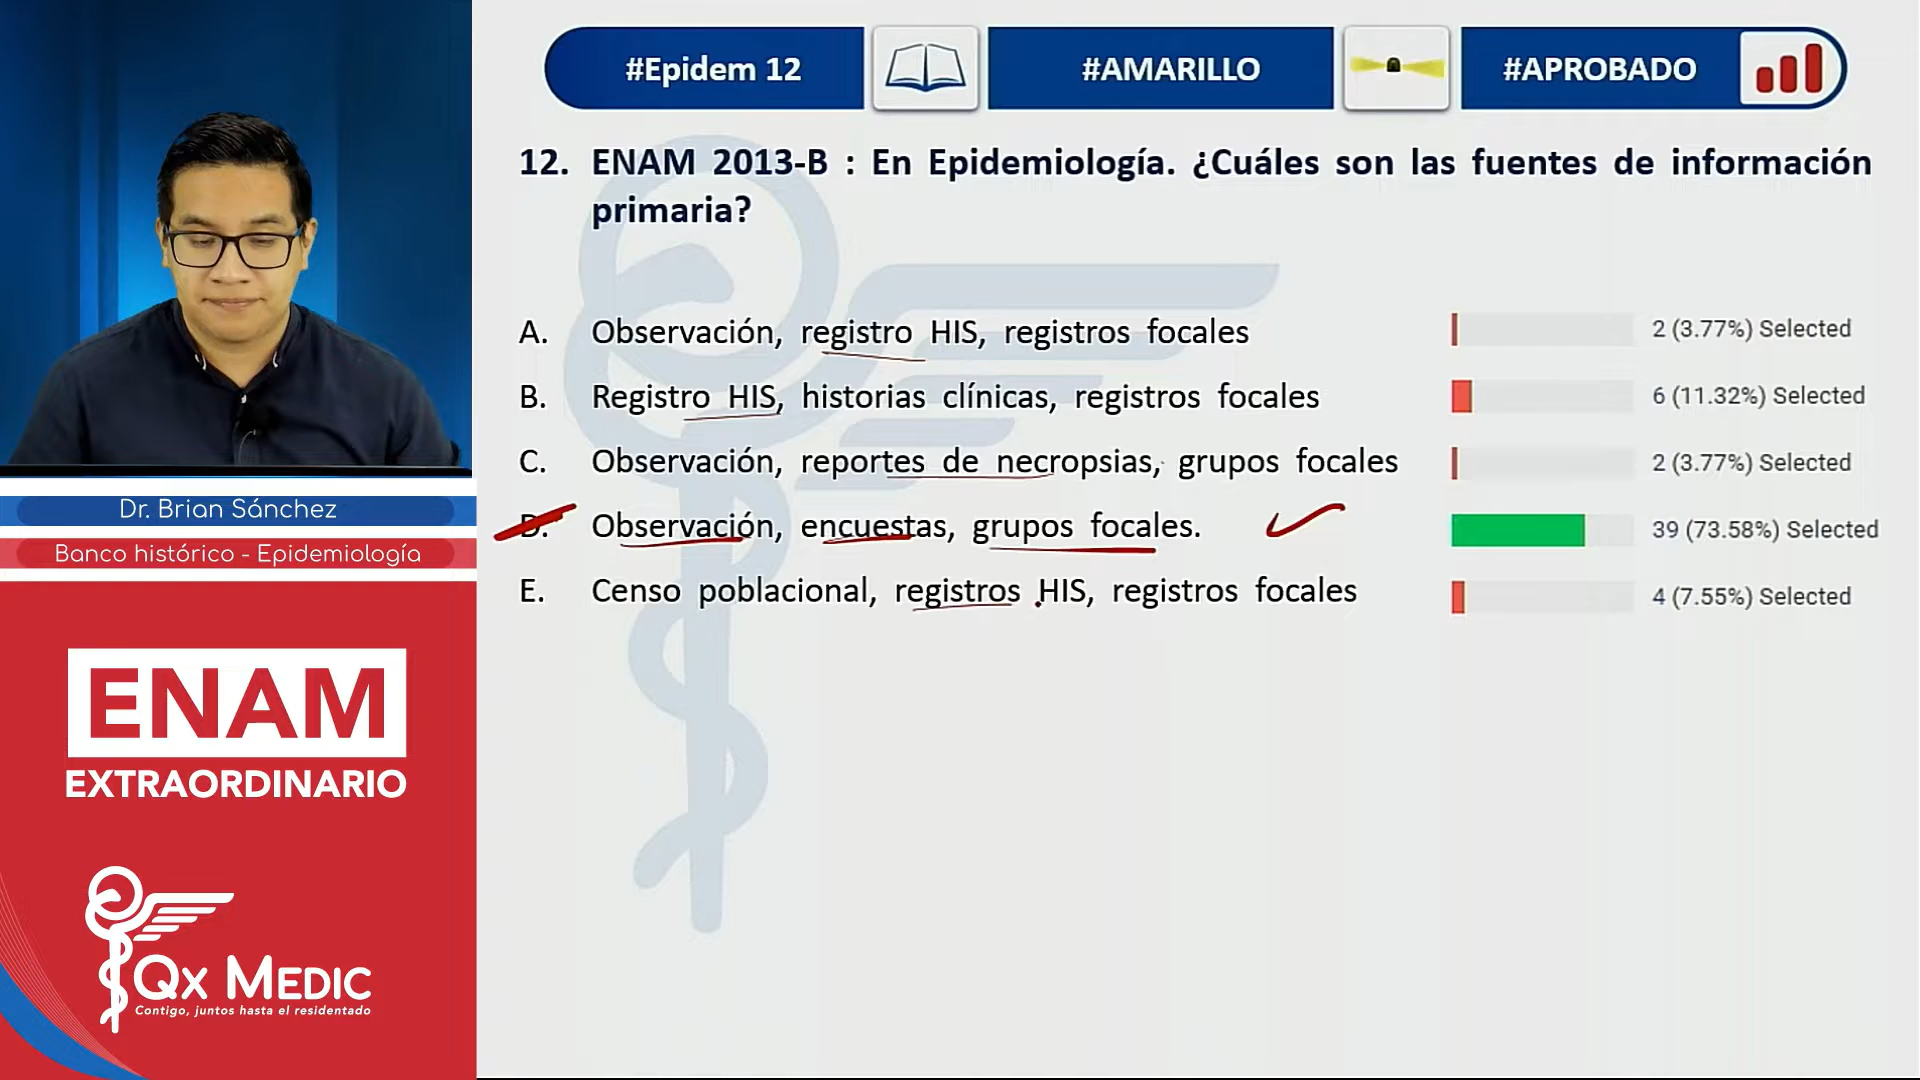 #Epidem 12
#AMARILLO
#APROBADO
12. ENAM 2013-B : En Epidemiología. ¿Cuáles son las fuentes de información
primaria?
A. Observación, registro HIS, registros focales
2 (3.77%) Selected
B. Registro HIS, historias clínicas, registros focales
6 (11.32%) Selected
C. Observación, reportes de necropsias, grupos focales
2 (3.77%) Selected
D. Observación, encuestas, grupos focales.
39 (73.58%) Selected
E. Censo poblacional, registros HIS, registros focales
4 (7.55%) Selected
Dr. Brian Sánchez
Banco histórico - Epidemiología
ENAM
EXTRAORDINARIO
QX MEDIC
Contigo, juntos hasta el residentado